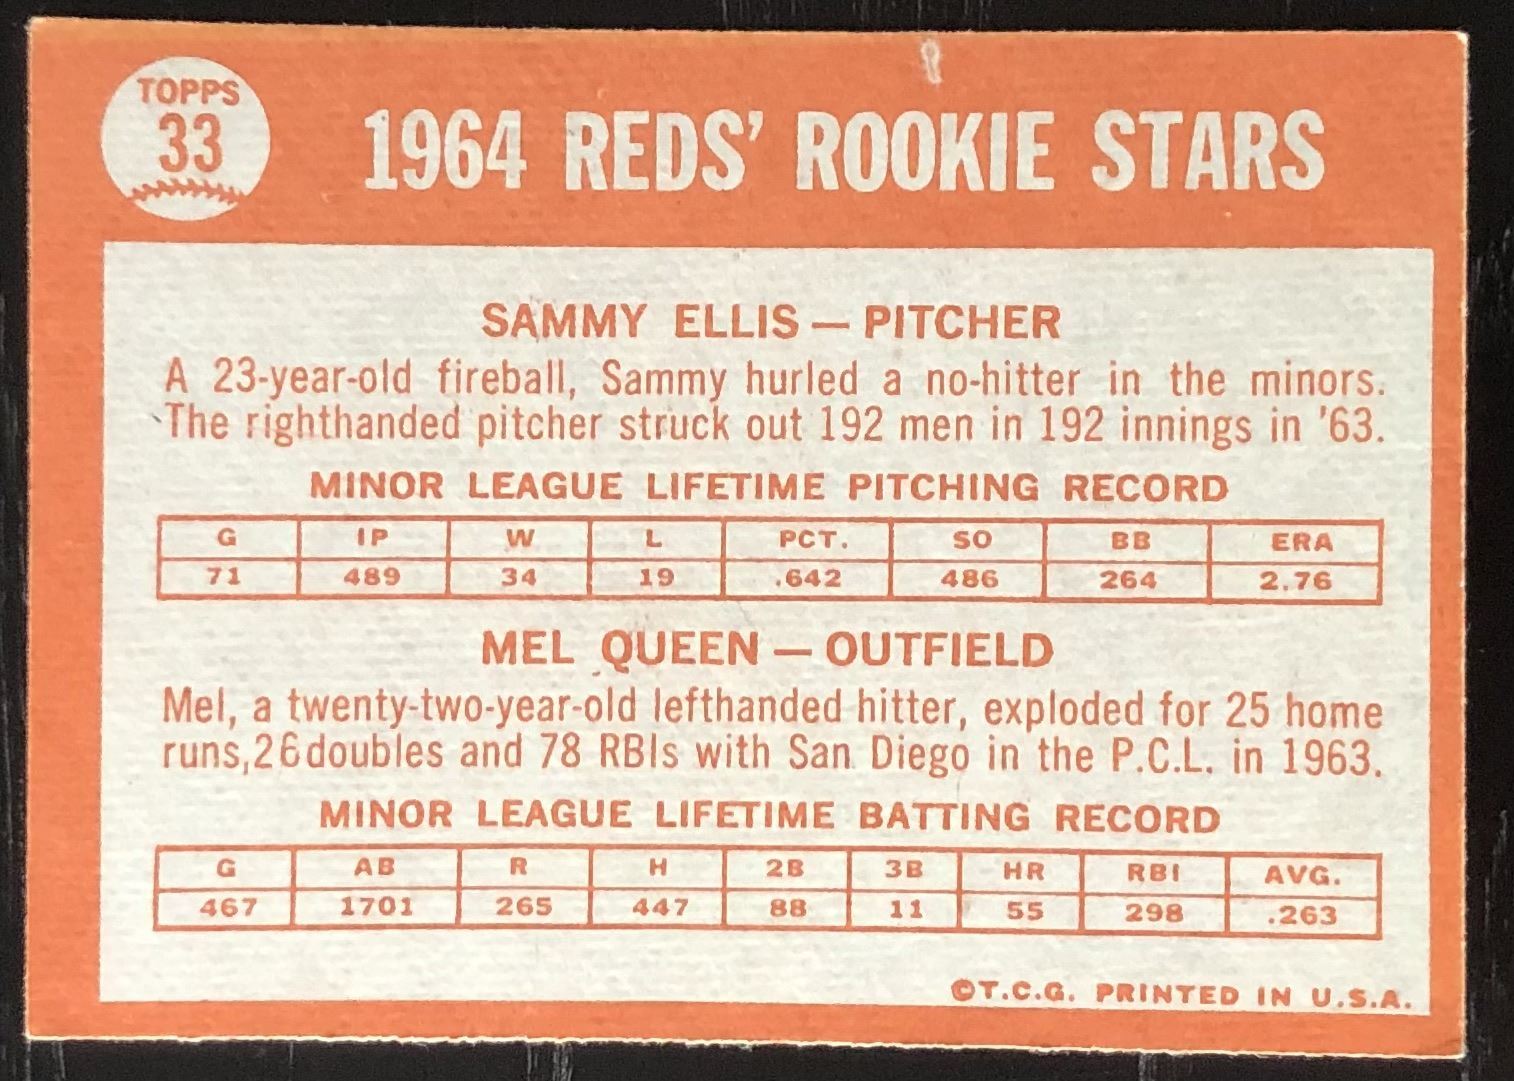 TOPPS
33
1964 REDS' ROOKIE STARS
SAMMY ELLIS — PITCHER
A 23-year-old fireball, Sammy hurled a no-hitter in the minors.
The righthanded pitcher struck out 192 men in 192 innings in '63.
MINOR LEAGUE LIFETIME PITCHING RECORD
G IP W L PCT. SO BB ERA
71 489 34 19 .642 486 264 2.76
MEL QUEEN — OUTFIELD
Mel, a twenty-two-year-old lefthanded hitter, exploded for 25 home
runs, 26 doubles and 78 RBIs with San Diego in the P.C.L. in 1963.
MINOR LEAGUE LIFETIME BATTING RECORD
G AB R H 2B 3B HR RBI AVG.
467 1701 265 447 88 11 55 298 .263
©T.C.G. PRINTED IN U.S.A.